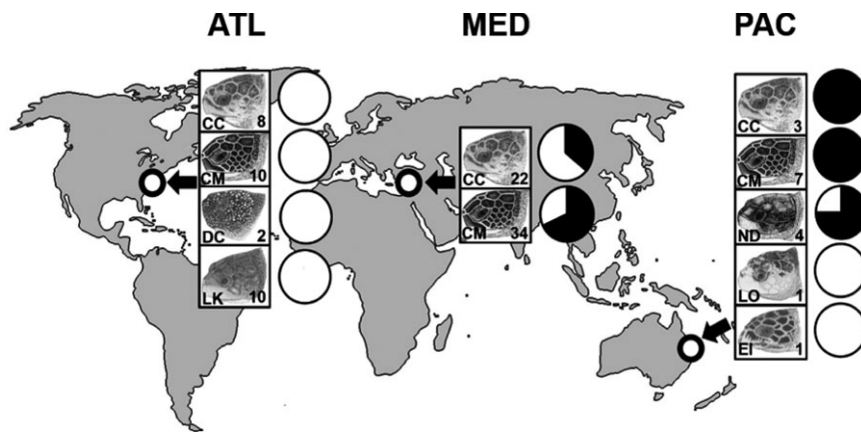 ATL
MED
PAC
CC 8
CM 10
DC 2
LK 10
CC 22
CM 34
CC 3
CM 7
ND 4
LO 1
EI 1